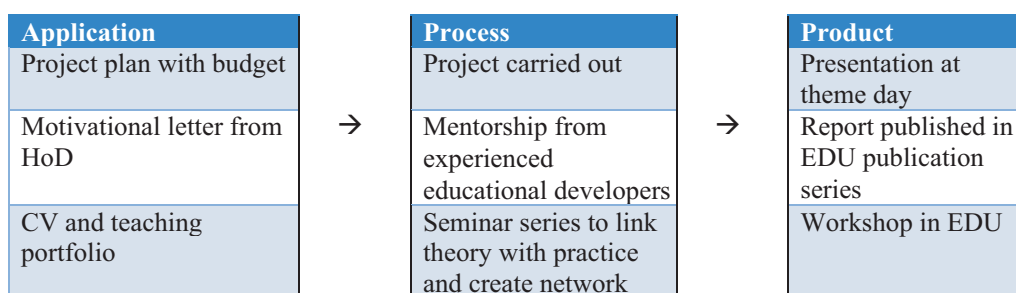 Application
Project plan with budget
Motivational letter from
HoD
CV and teaching
portfolio
→
Process
Project carried out
Mentorship from
experienced
educational developers
Seminar series to link
theory with practice
and create network
→
Product
Presentation at
theme day
Report published in
EDU publication
series
Workshop in EDU